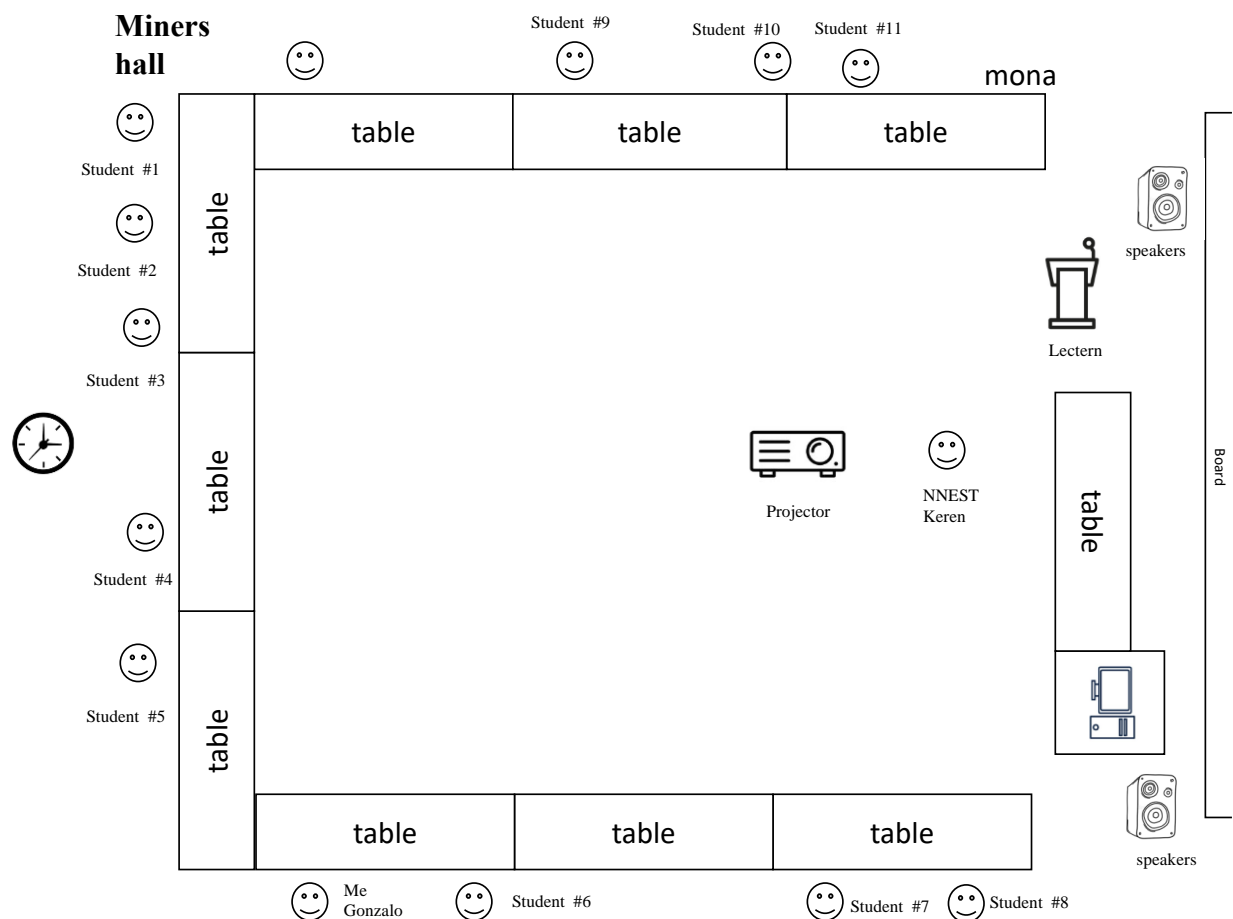 Miners
hall
Student #9
Student #10
Student #11
mona
table
table
table
Student #1
Student #2
Student #3
Student #4
Student #5
table
table
table
speakers
Lectern
Projector
NNEST
Keren
table
Board
table
table
table
Me
Gonzalo
Student #6
Student #7
Student #8
speakers